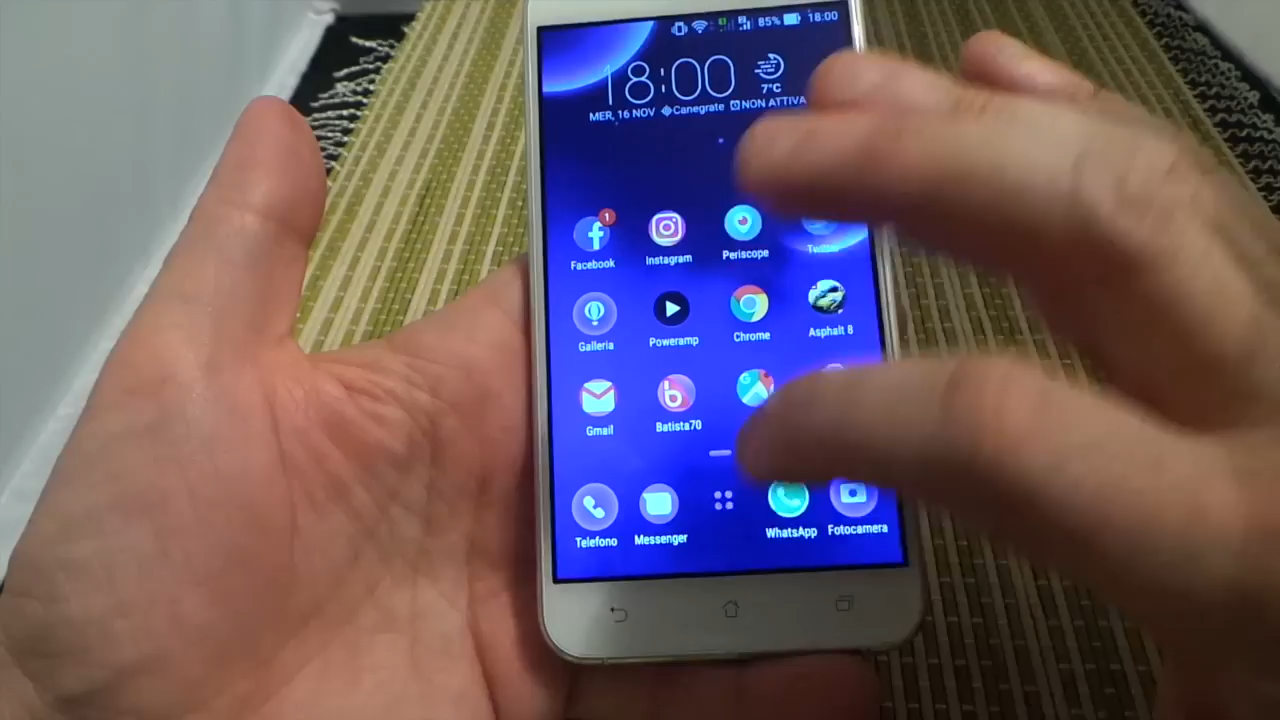 85% 18:00
18:00
7°C
MER, 16 NOV Canegrate NON ATTIVA
1
Facebook Instagram Periscope Twitter
Galleria Poweramp Chrome Asphalt 8
G
Gmail Batista70
Telefono Messenger WhatsApp Fotocamera